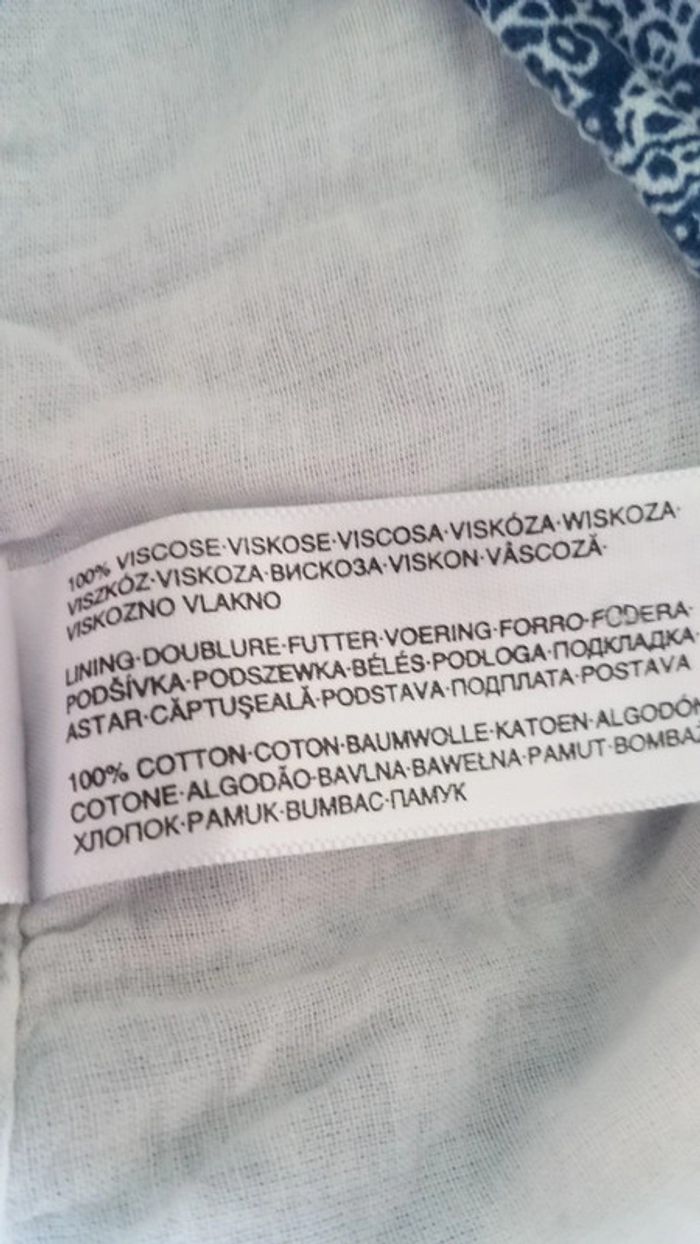 100% VISCOSE·VISKOSE·VISCOSA·VISKÓZA·WISKOZA·
VISZKÓZ·VISKOZA·ВИСКОЗА·VISKON·VÂSCOZĂ·
VISKOZNO VLAKNO
LINING·DOUBLURE·FUTTER·VOERING·FORRO·FODERA·
PODŠÍVKA·PODSZEWKA·BÉLÉS·PODLOGA·ПОДКЛАДКА·
ASTAR·CĂPTUŞEALĂ·PODSTAVA·ПОДПЛАТА·POSTAVA
100% COTTON·COTON·BAUMWOLLE·KATOEN·ALGODÓN
COTONE·ALGODÃO·BAVLNA·BAWEŁNA·PAMUT·BOMBAŽ
ХЛОПОК·PAMUK·BUMBAC·ПАМУК